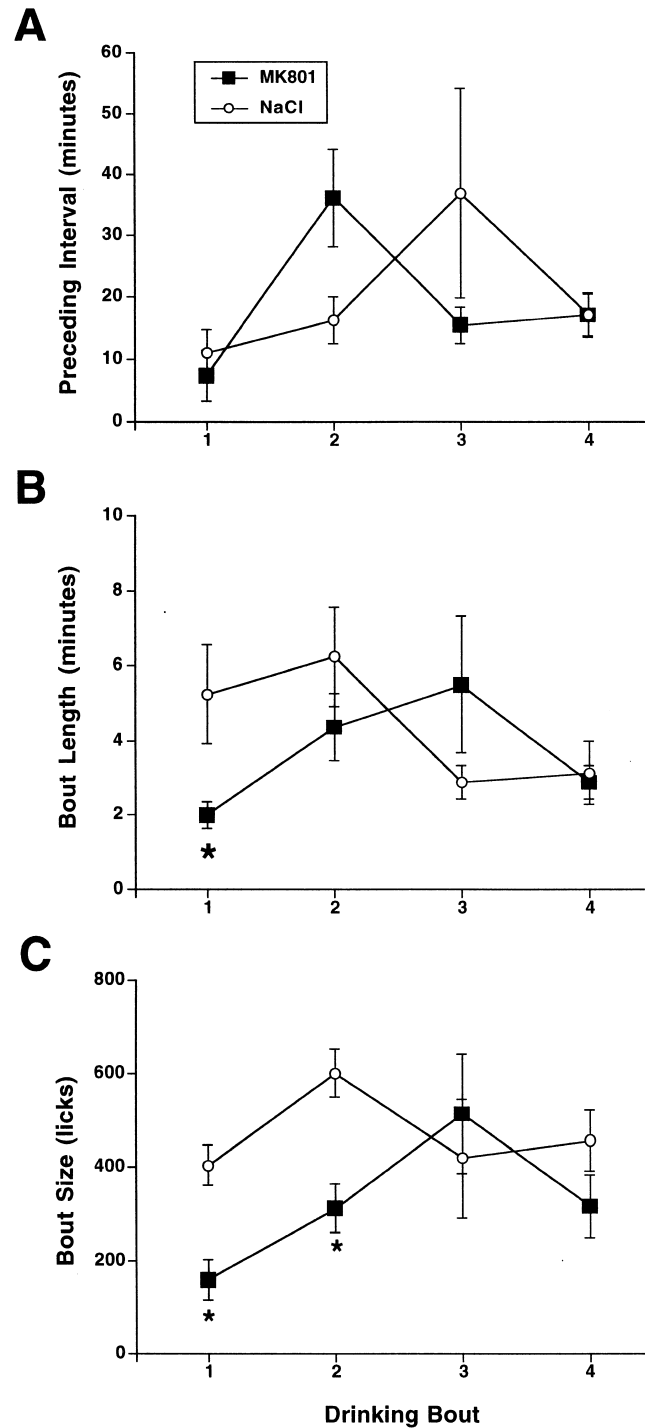 A
Preceding Interval (minutes)
60
50
40
30
20
10
0
MK801
NaCl
1 2 3 4
B
Bout Length (minutes)
10
8
6
4
2
0
*
1 2 3 4
C
Bout Size (licks)
800
600
400
200
0
*
*
1 2 3 4
Drinking Bout